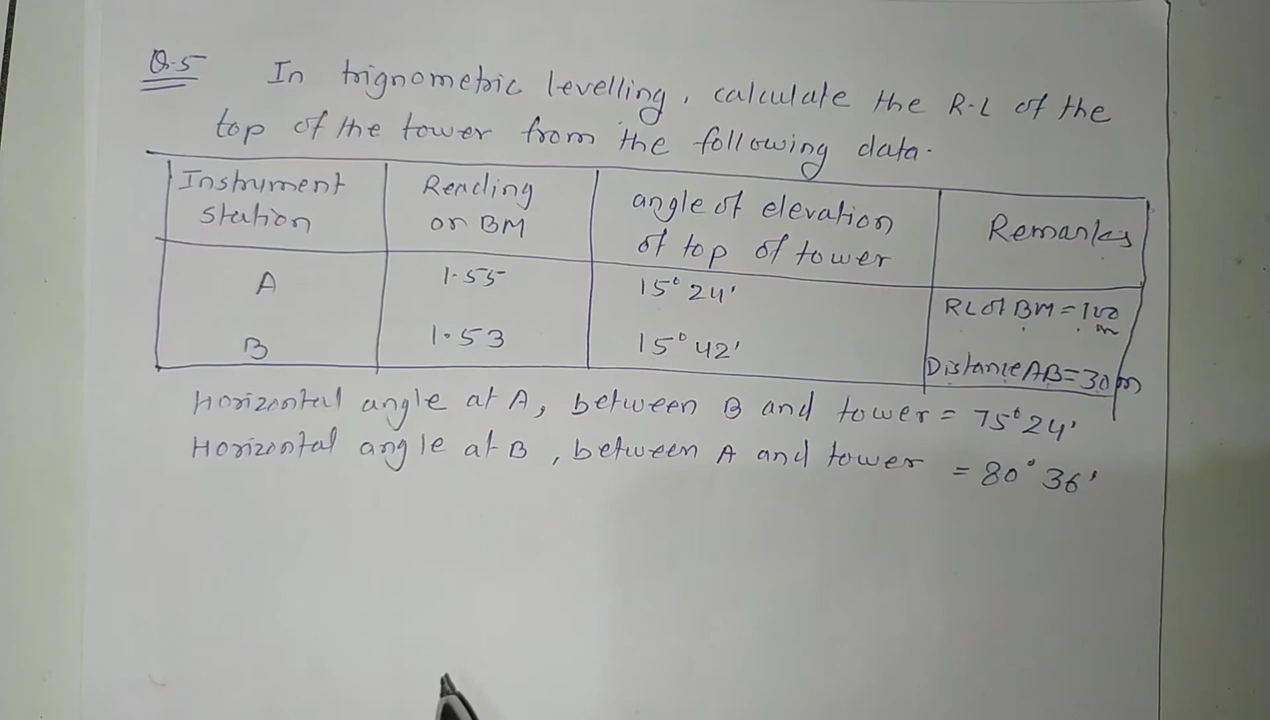 Q.5 In trignometric levelling, calculate the R.L of the
top of the tower from the following data.
Instrument station | Reading on BM | angle of elevation of top of tower | Remarks
A | 1.55 | 15° 24' | RL of BM = 100 m
B | 1.53 | 15° 42' | Distance AB = 30 m
Horizontal angle at A, between B and tower = 75° 24'
Horizontal angle at B, between A and tower = 80° 36'